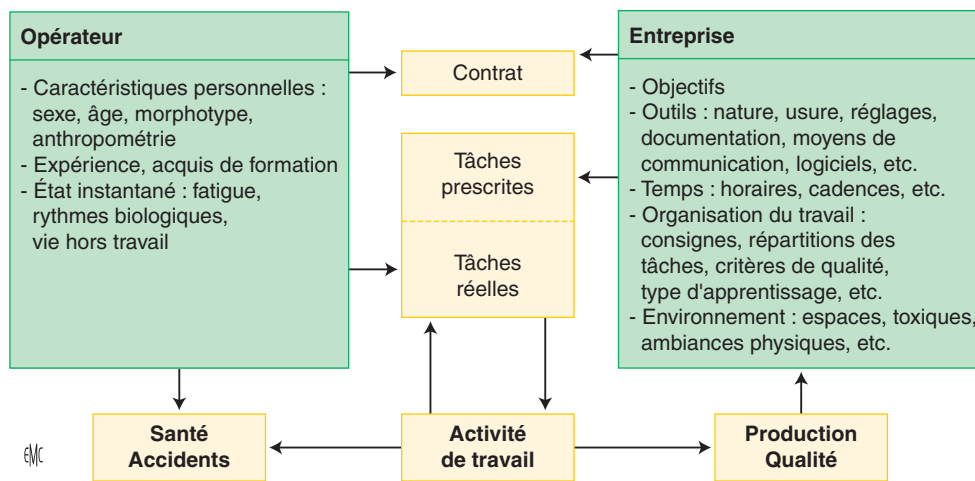 Opérateur
- Caractéristiques personnelles :
sexe, âge, morphotype,
anthropométrie
- Expérience, acquis de formation
- État instantané : fatigue,
rythmes biologiques,
vie hors travail
Contrat
Tâches
prescrites
Tâches
réelles
Entreprise
- Objectifs
- Outils : nature, usure, réglages,
documentation, moyens de
communication, logiciels, etc.
- Temps : horaires, cadences, etc.
- Organisation du travail :
consignes, répartitions des
tâches, critères de qualité,
type d'apprentissage, etc.
- Environnement : espaces, toxiques,
ambiances physiques, etc.
Santé
Accidents
Activité
de travail
Production
Qualité
EMC